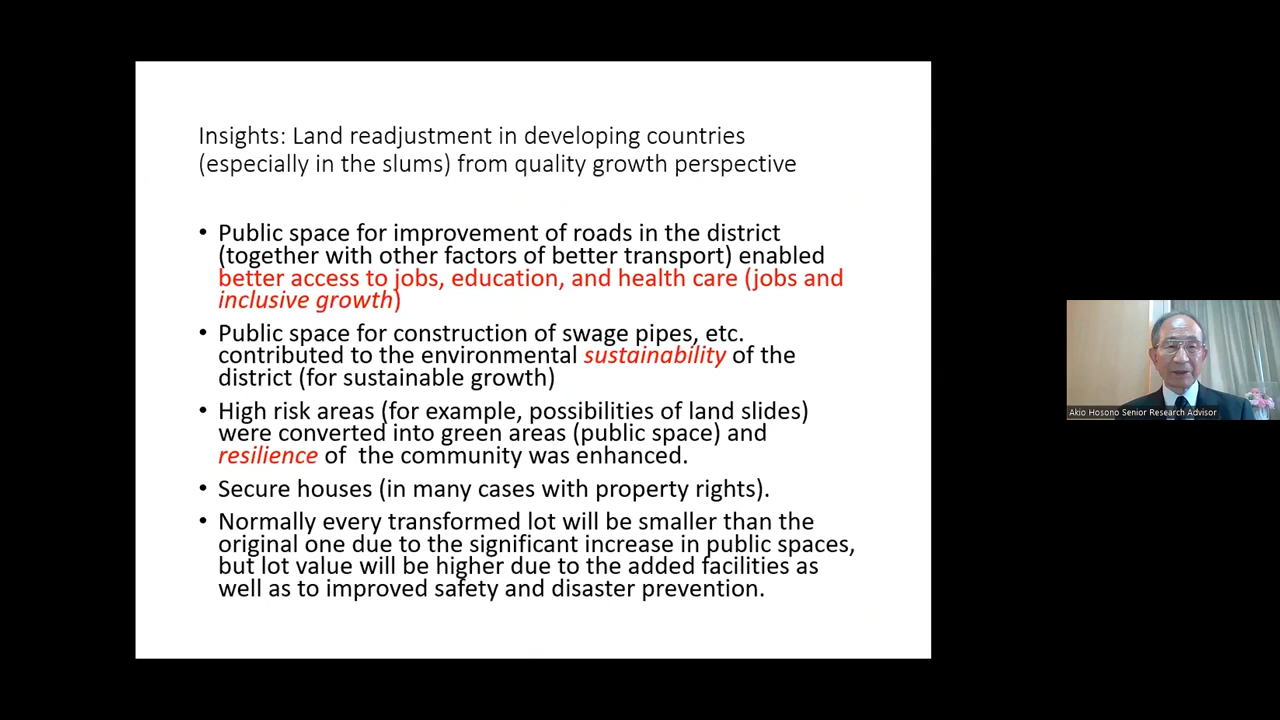 Insights: Land readjustment in developing countries
(especially in the slums) from quality growth perspective
• Public space for improvement of roads in the district
(together with other factors of better transport) enabled
better access to jobs, education, and health care (jobs and
inclusive growth)
• Public space for construction of swage pipes, etc.
contributed to the environmental sustainability of the
district (for sustainable growth)
• High risk areas (for example, possibilities of land slides)
were converted into green areas (public space) and
resilience of  the community was enhanced.
• Secure houses (in many cases with property rights).
• Normally every transformed lot will be smaller than the
original one due to the significant increase in public spaces,
but lot value will be higher due to the added facilities as
well as to improved safety and disaster prevention.
Akio Hosono Senior Research Advisor